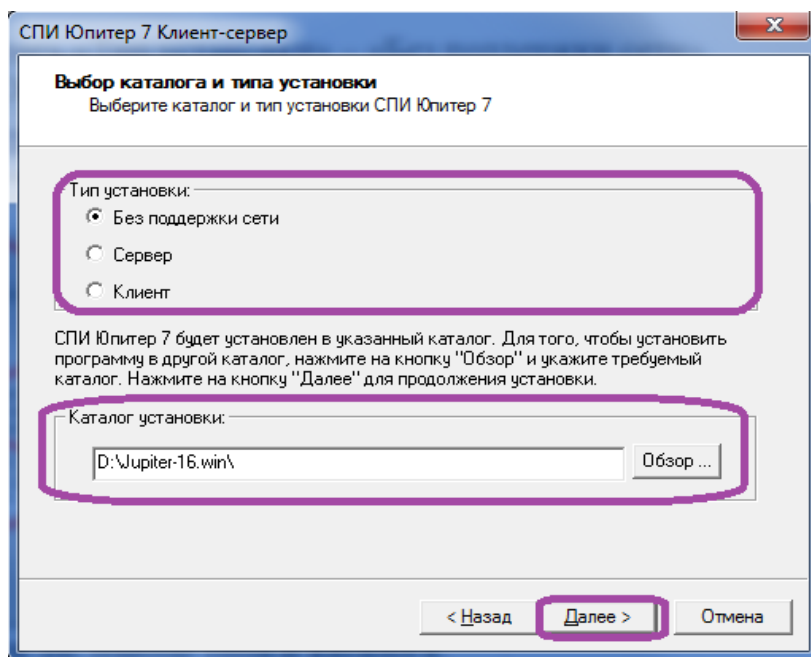 СПИ Юпитер 7 Клиент-сервер
Выбор каталога и типа установки
Выберите каталог и тип установки СПИ Юпитер 7
Тип установки:
Без поддержки сети
Сервер
Клиент
СПИ Юпитер 7 будет установлен в указанный каталог. Для того, чтобы установить
программу в другой каталог, нажмите на кнопку "Обзор" и укажите требуемый
каталог. Нажмите на кнопку "Далее" для продолжения установки.
Каталог установки:
D:\Jupiter-16.win\
Обзор ...
< Назад
Далее >
Отмена